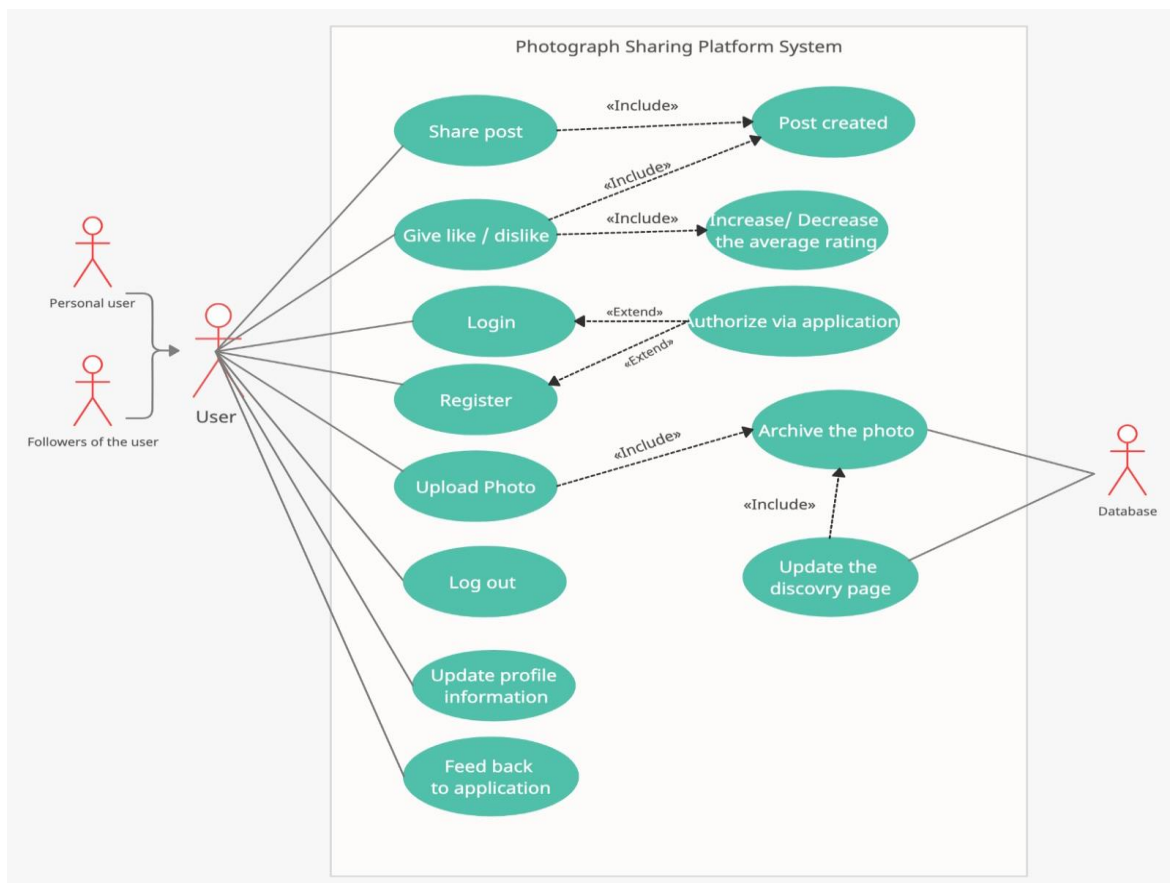 Photograph Sharing Platform System
Share post
«Include»
Post created
«Include»
Give like / dislike
«Include»
Increase/ Decrease
the average rating
Personal user
Login
«Extend»
uthorize via application
«Extend»
User
Register
Followers of the user
Archive the photo
«Include»
Upload Photo
Database
«Include»
Log out
Update the
discovry page
Update profile
information
Feed back
to application